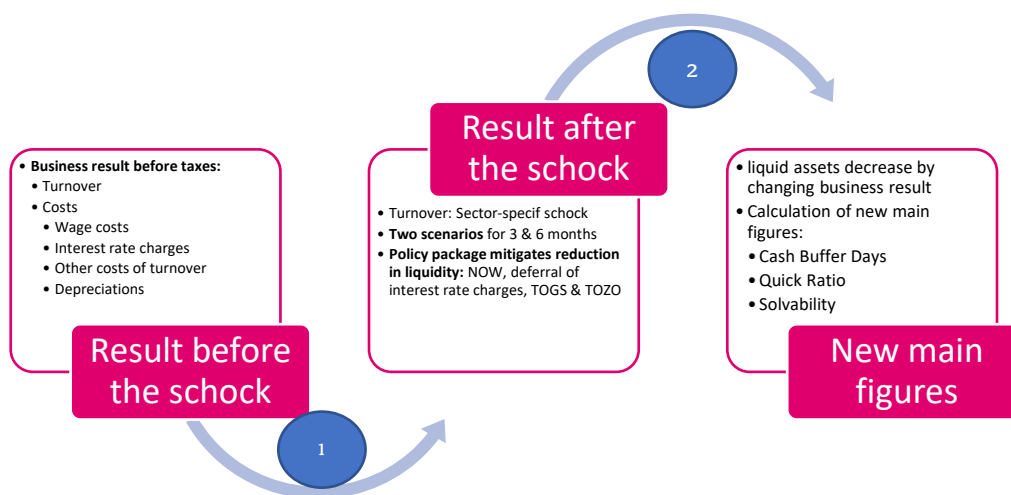 • Business result before taxes:
• Turnover
• Costs
• Wage costs
• Interest rate charges
• Other costs of turnover
• Depreciations
Result before
the schock
1
Result after
the schock
• Turnover: Sector-specif schock
• Two scenarios for 3 & 6 months
• Policy package mitigates reduction
in liquidity: NOW, deferral of
interest rate charges, TOGS & TOZO
2
• liquid assets decrease by
changing business result
• Calculation of new main
figures:
• Cash Buffer Days
• Quick Ratio
• Solvability
New main
figures